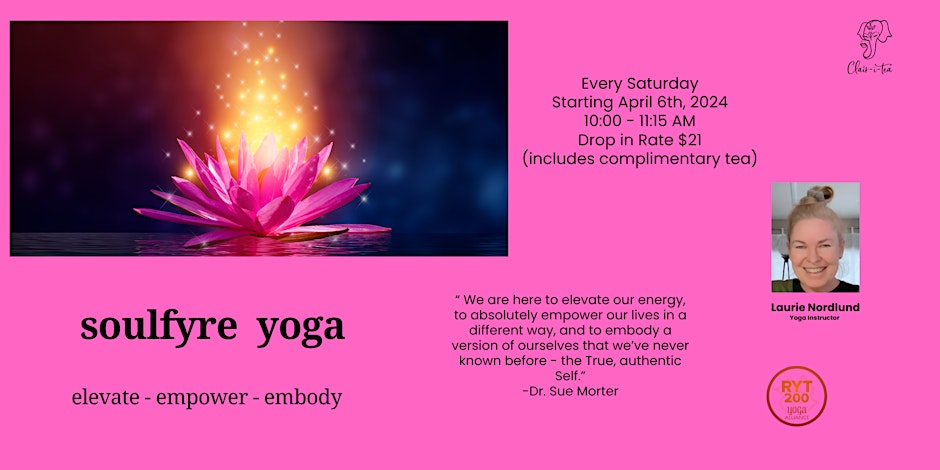 Clair-i-tea
Every Saturday
Starting April 6th, 2024
10:00 - 11:15 AM
Drop in Rate $21
(includes complimentary tea)
Laurie Nordlund
Yoga Instructor
soulfyre yoga
elevate - empower - embody
“ We are here to elevate our energy,
to absolutely empower our lives in a
different way, and to embody a
version of ourselves that we’ve never
known before - the True, authentic
Self.”
-Dr. Sue Morter
RYT
200
yoga
ALLIANCE